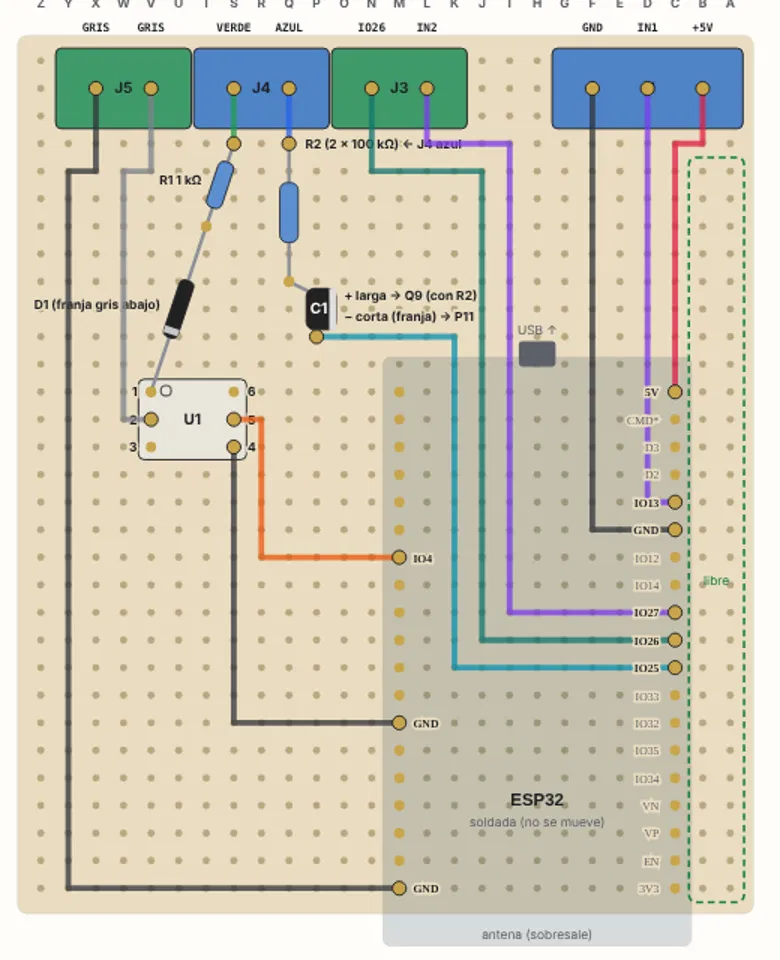 Z Y X W V U T S R Q P O N M L K J I H G F E D C B A
GRIS GRIS VERDE AZUL IO26 IN2 GND IN1 +5V
J5 J4 J3
R2 (2 × 100 kΩ) ← J4 azul
R1 1 kΩ
D1 (franja gris abajo)
C1
+ larga → Q9 (con R2)
− corta (franja) → P11
USB ↑
1 6 5V
2 U1 5 CMD*
3 4 D3
D2
IO13
GND
IO4 IO12
IO14
libre
IO27
IO26
IO25
IO33
GND IO32
IO35
IO34
ESP32 VN
soldada (no se mueve) VP
EN
GND 3V3
antena (sobresale)